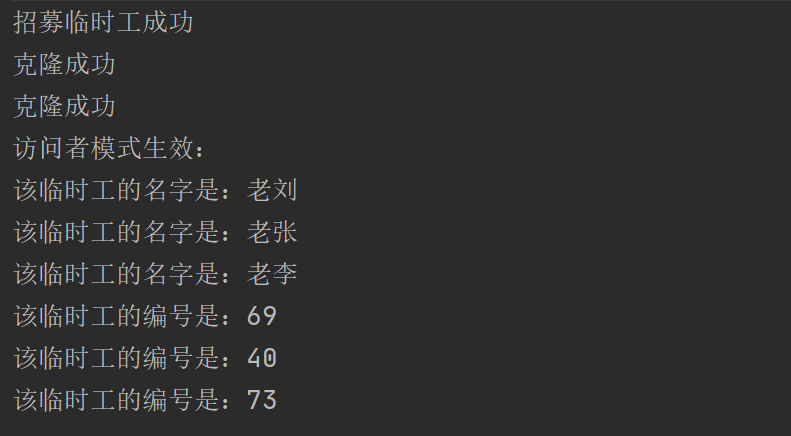 招募临时工成功
克隆成功
克隆成功
访问者模式生效：
该临时工的名字是：老刘
该临时工的名字是：老张
该临时工的名字是：老李
该临时工的编号是：69
该临时工的编号是：40
该临时工的编号是：73